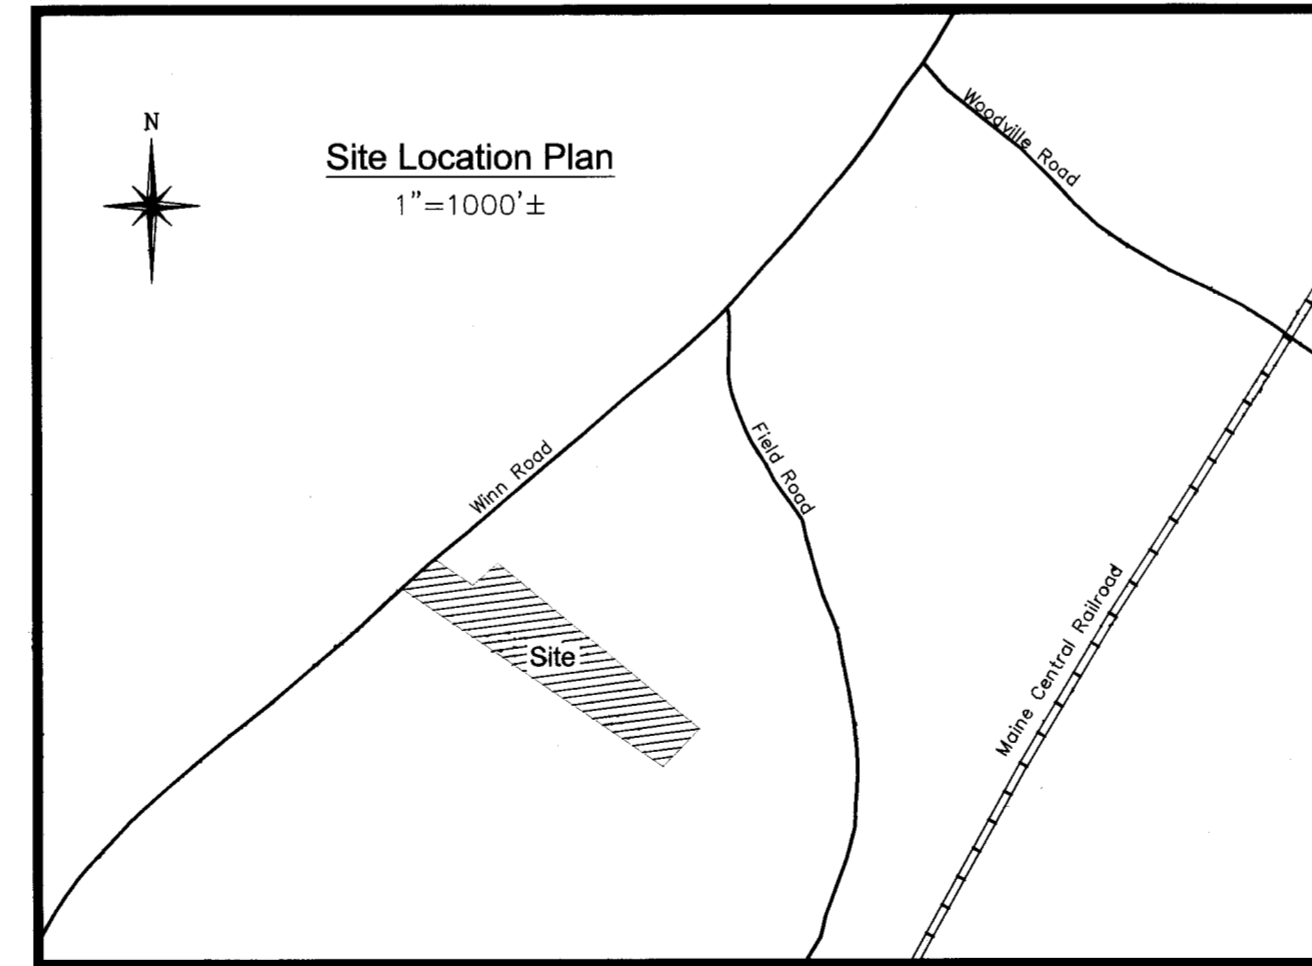 N
Site Location Plan
1"=1000'±
Woodville Road
Winn Road
Field Road
Site
Maine Central Railroad